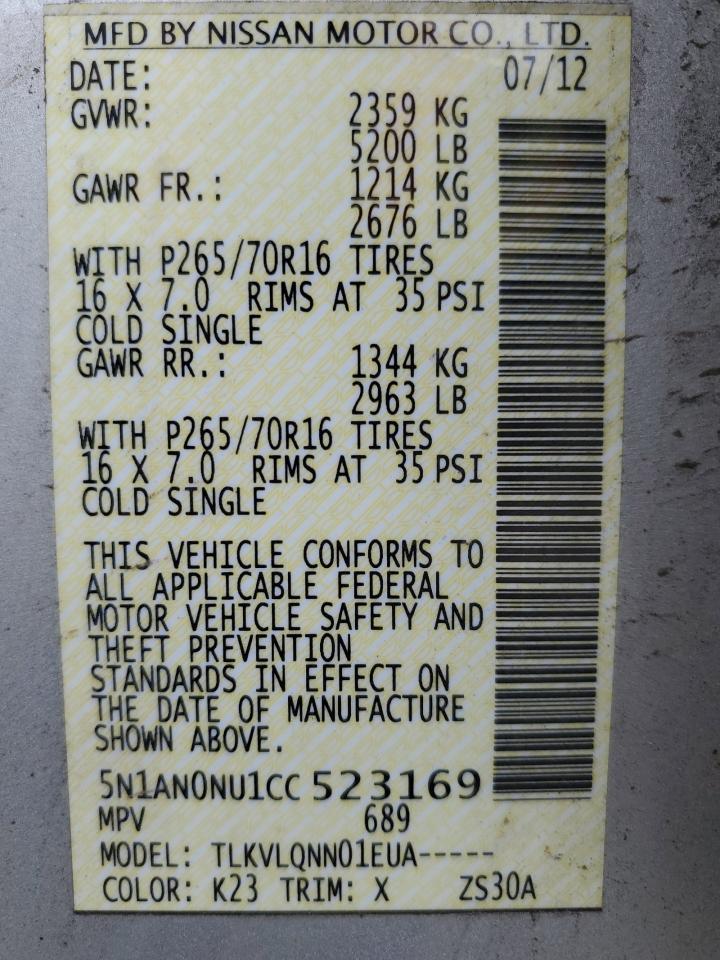 MFD BY NISSAN MOTOR CO., LTD.
DATE: 07/12
GVWR: 2359 KG
5200 LB
GAWR FR.: 1214 KG
2676 LB
WITH P265/70R16 TIRES
16 X 7.0 RIMS AT 35 PSI
COLD SINGLE
GAWR RR.: 1344 KG
2963 LB
WITH P265/70R16 TIRES
16 X 7.0 RIMS AT 35 PSI
COLD SINGLE
THIS VEHICLE CONFORMS TO
ALL APPLICABLE FEDERAL
MOTOR VEHICLE SAFETY AND
THEFT PREVENTION
STANDARDS IN EFFECT ON
THE DATE OF MANUFACTURE
SHOWN ABOVE.
5N1AN0NU1CC523169
MPV 689
MODEL: TLKVLQNN01EUA-----
COLOR: K23 TRIM: X ZS30A